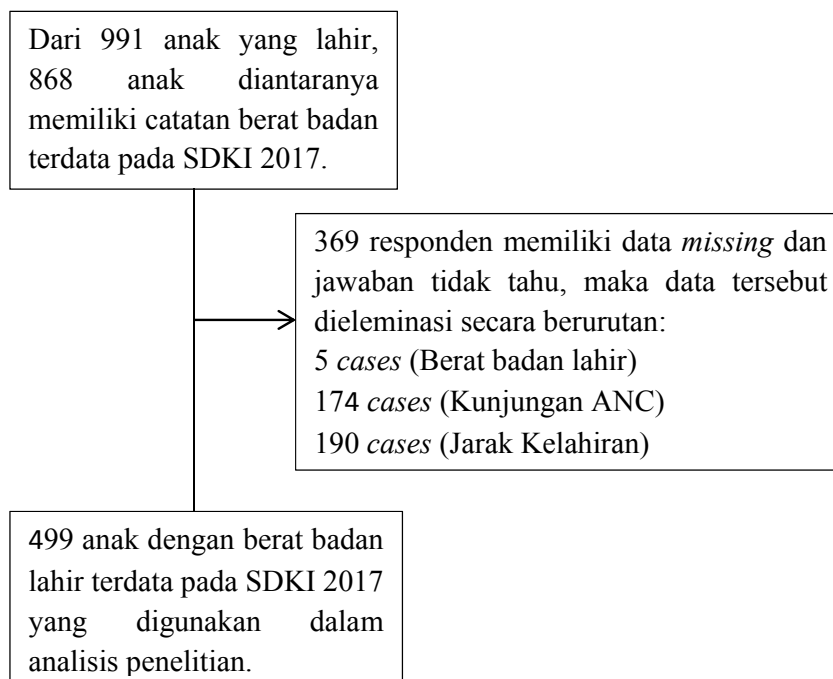 Dari 991 anak yang lahir,
868 anak diantaranya
memiliki catatan berat badan
terdata pada SDKI 2017.
369 responden memiliki data missing dan
jawaban tidak tahu, maka data tersebut
dieleminasi secara berurutan:
5 cases (Berat badan lahir)
174 cases (Kunjungan ANC)
190 cases (Jarak Kelahiran)
499 anak dengan berat badan
lahir terdata pada SDKI 2017
yang digunakan dalam
analisis penelitian.